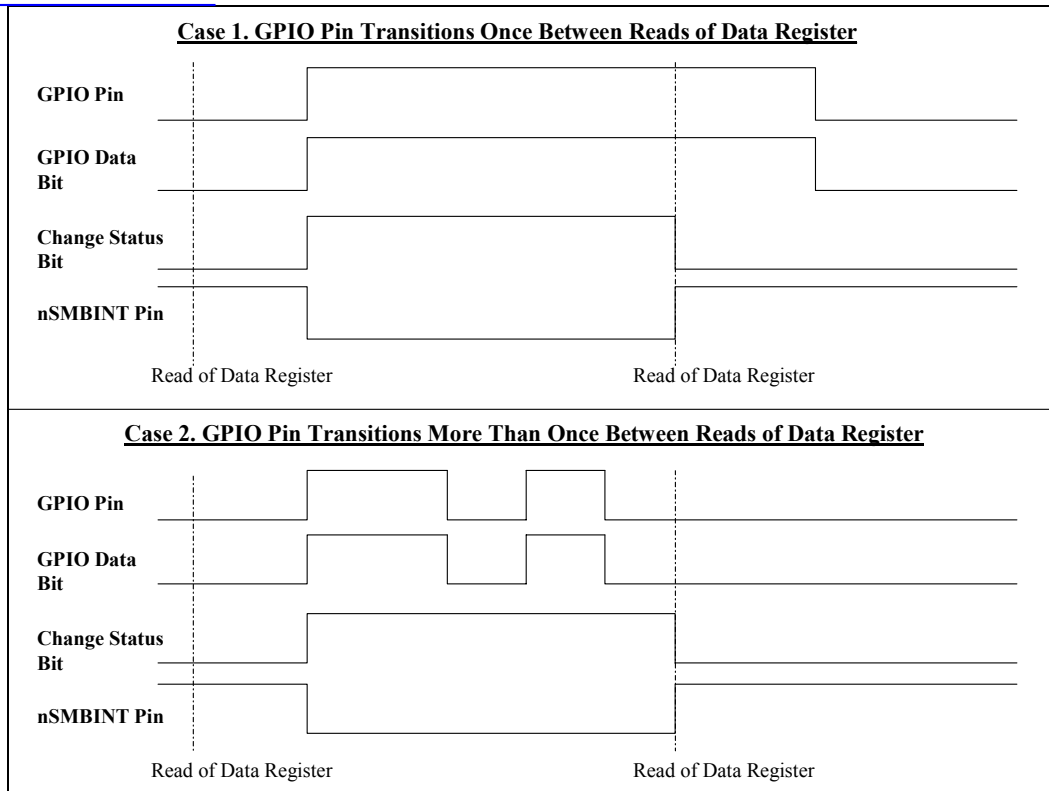 Case 1. GPIO Pin Transitions Once Between Reads of Data Register
GPIO Pin
GPIO Data
Bit
Change Status
Bit
nSMBINT Pin
Read of Data Register
Read of Data Register
Case 2. GPIO Pin Transitions More Than Once Between Reads of Data Register
GPIO Pin
GPIO Data
Bit
Change Status
Bit
nSMBINT Pin
Read of Data Register
Read of Data Register